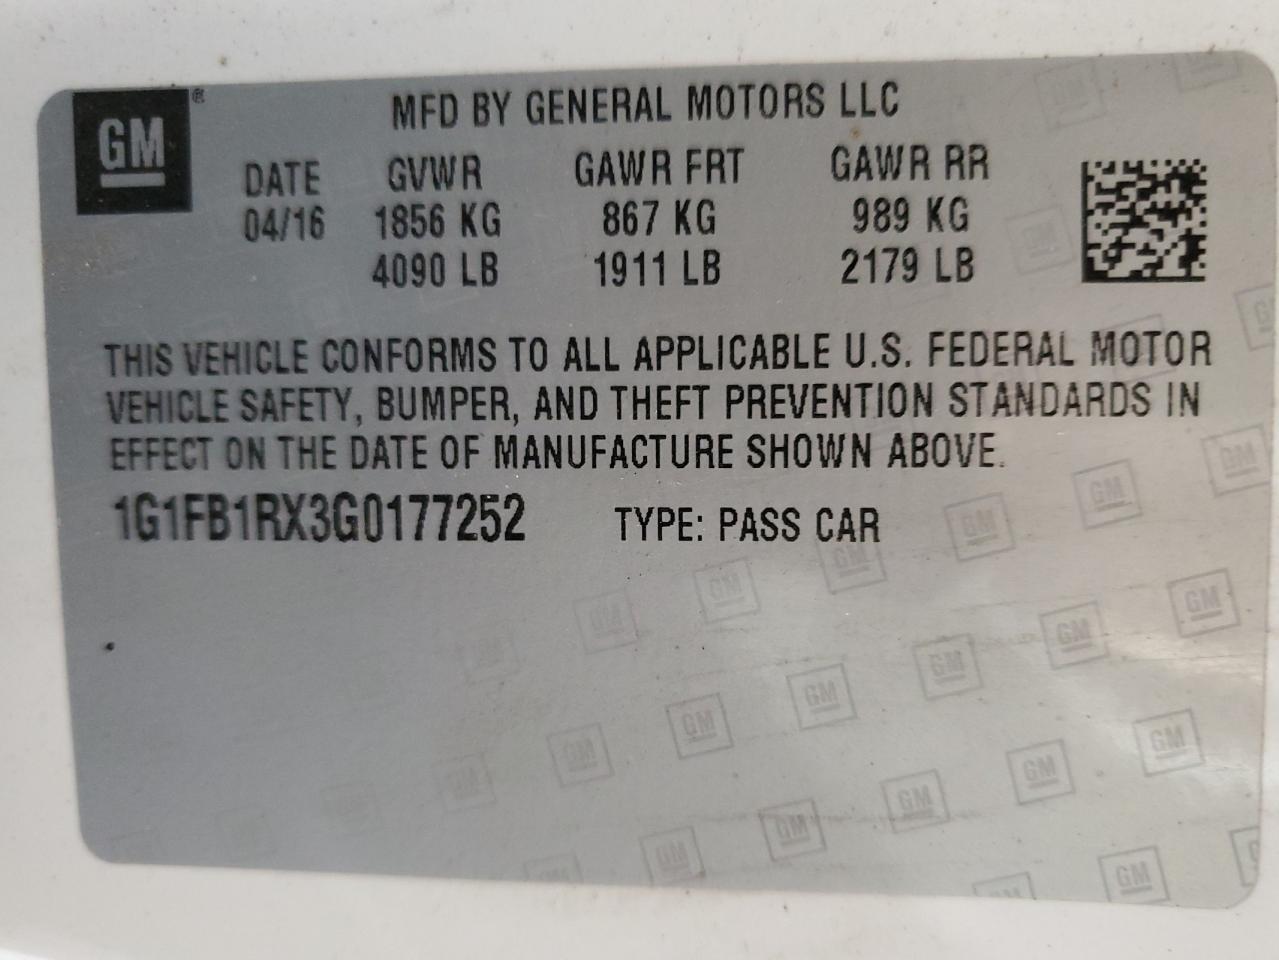 GM® MFD BY GENERAL MOTORS LLC
DATE GVWR GAWR FRT GAWR RR
04/16 1856 KG 867 KG 989 KG
4090 LB 1911 LB 2179 LB
THIS VEHICLE CONFORMS TO ALL APPLICABLE U.S. FEDERAL MOTOR
VEHICLE SAFETY, BUMPER, AND THEFT PREVENTION STANDARDS IN
EFFECT ON THE DATE OF MANUFACTURE SHOWN ABOVE.
1G1FB1RX3G0177252 TYPE: PASS CAR